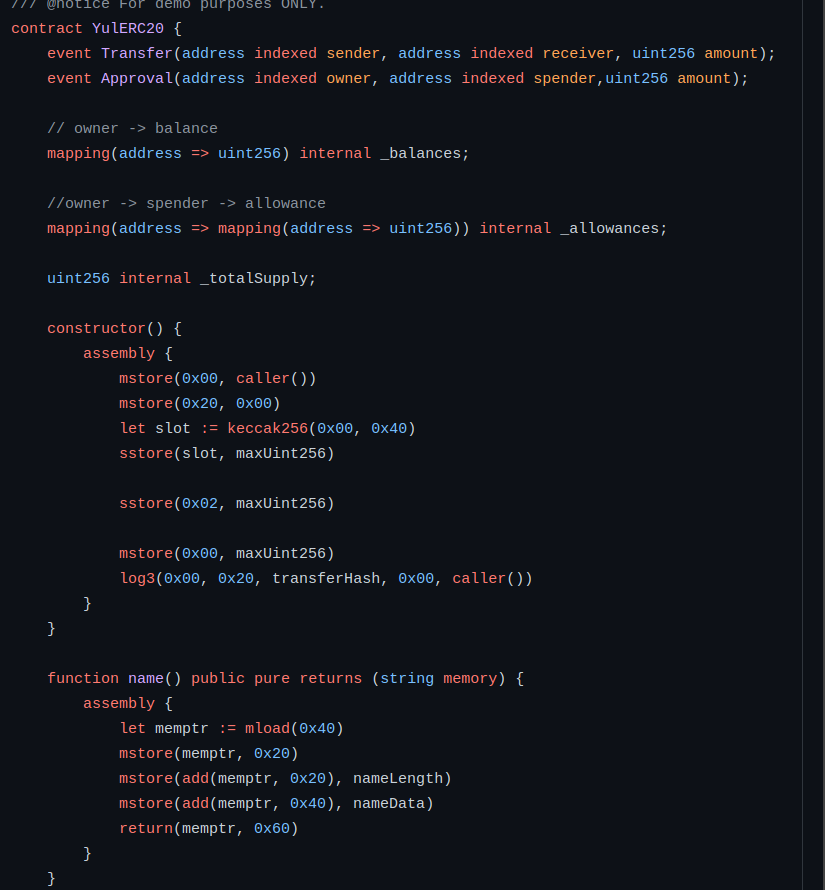 /// @notice For demo purposes ONLY.
contract YulERC20 {
    event Transfer(address indexed sender, address indexed receiver, uint256 amount);
    event Approval(address indexed owner, address indexed spender,uint256 amount);

    // owner -> balance
    mapping(address => uint256) internal _balances;

    //owner -> spender -> allowance
    mapping(address => mapping(address => uint256)) internal _allowances;

    uint256 internal _totalSupply;

    constructor() {
        assembly {
            mstore(0x00, caller())
            mstore(0x20, 0x00)
            let slot := keccak256(0x00, 0x40)
            sstore(slot, maxUint256)

            sstore(0x02, maxUint256)

            mstore(0x00, maxUint256)
            log3(0x00, 0x20, transferHash, 0x00, caller())
        }
    }

    function name() public pure returns (string memory) {
        assembly {
            let memptr := mload(0x40)
            mstore(memptr, 0x20)
            mstore(add(memptr, 0x20), nameLength)
            mstore(add(memptr, 0x40), nameData)
            return(memptr, 0x60)
        }
    }